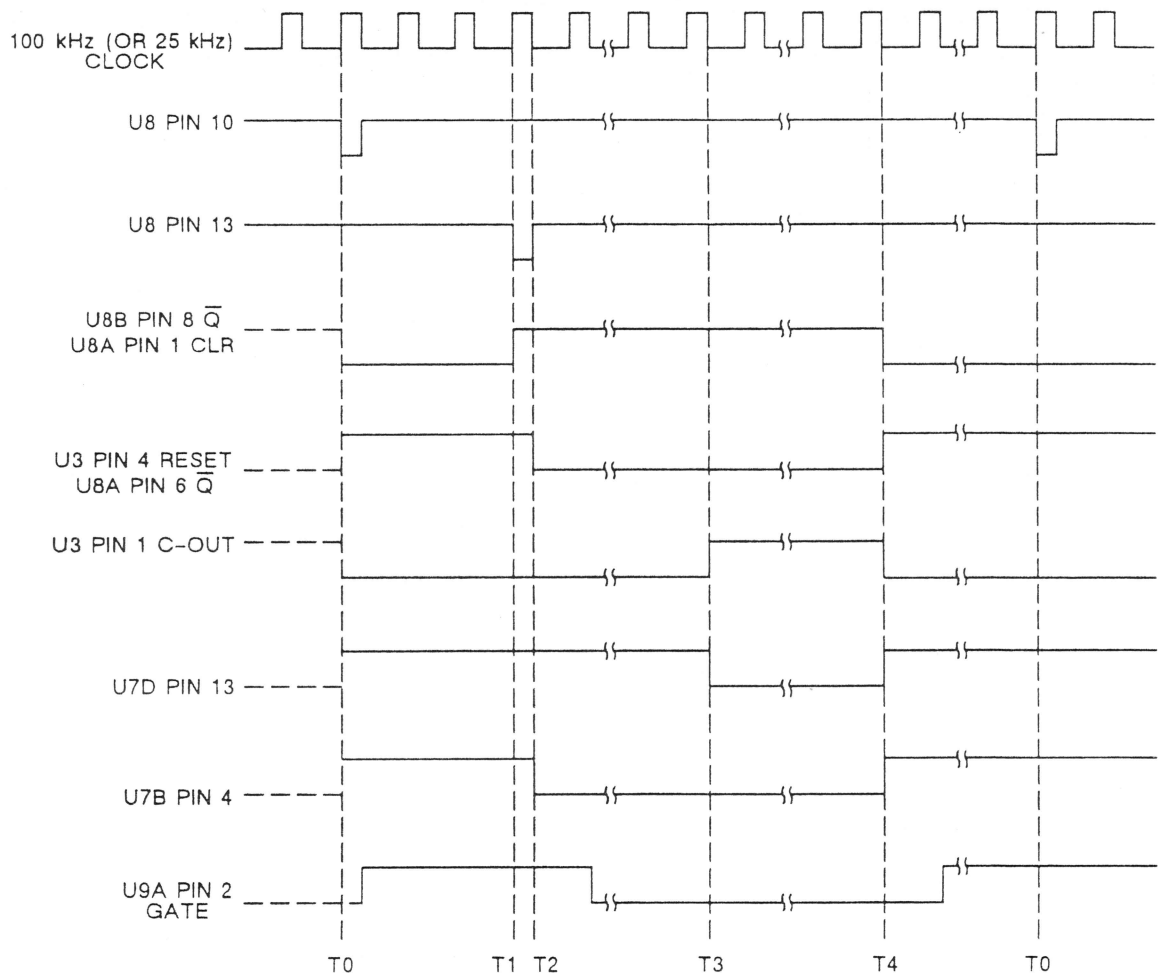 100 kHz (OR 25 kHz)
CLOCK
U8 PIN 10
U8 PIN 13
U8B PIN 8 Q̅
U8A PIN 1 CLR
U3 PIN 4 RESET
U8A PIN 6 Q̅
U3 PIN 1 C-OUT
U7D PIN 13
U7B PIN 4
U9A PIN 2
GATE
T0 T1 T2 T3 T4 T0